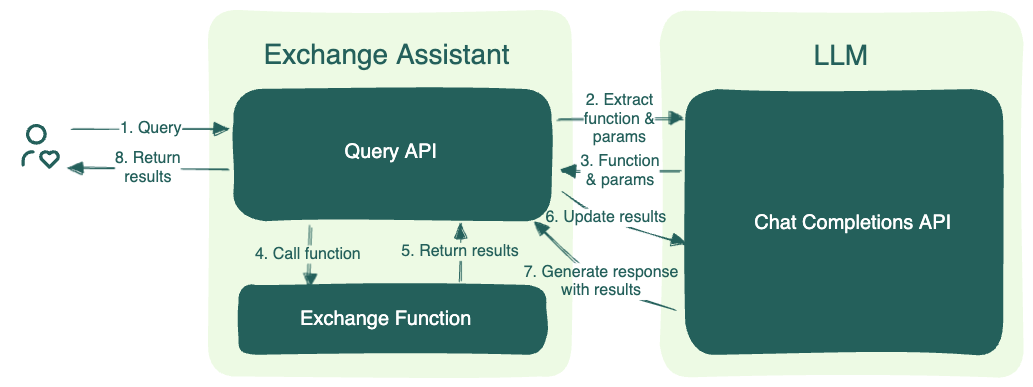 Exchange Assistant
LLM
Query API
Chat Completions API
Exchange Function
1. Query
2. Extract
function &
params
3. Function
& params
4. Call function
5. Return results
6. Update results
7. Generate response
with results
8. Return
results